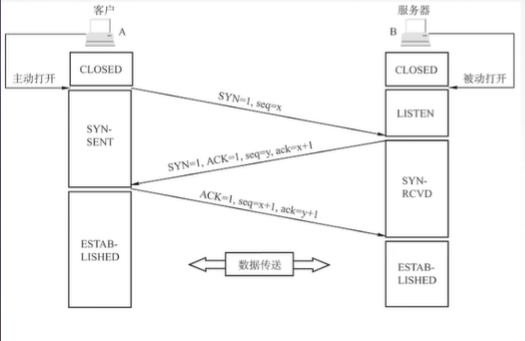 客户
服务器
A
B
CLOSED
CLOSED
主动打开
被动打开
SYN=1, seq=x
LISTEN
SYN-
SENT
SYN=1, ACK=1, seq=y, ack=x+1
SYN-
RCVD
ACK=1, seq=x+1, ack=y+1
ESTAB-
LISHED
数据传送
ESTAB-
LISHED